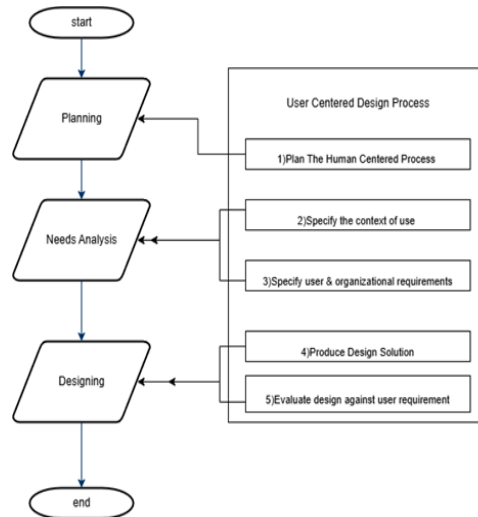 start
Planning
User Centered Design Process
1)Plan The Human Centered Process
2)Specify the context of use
Needs Analysis
3)Specify user & organizational requirements
4)Produce Design Solution
Designing
5)Evaluate design against user requirement
end